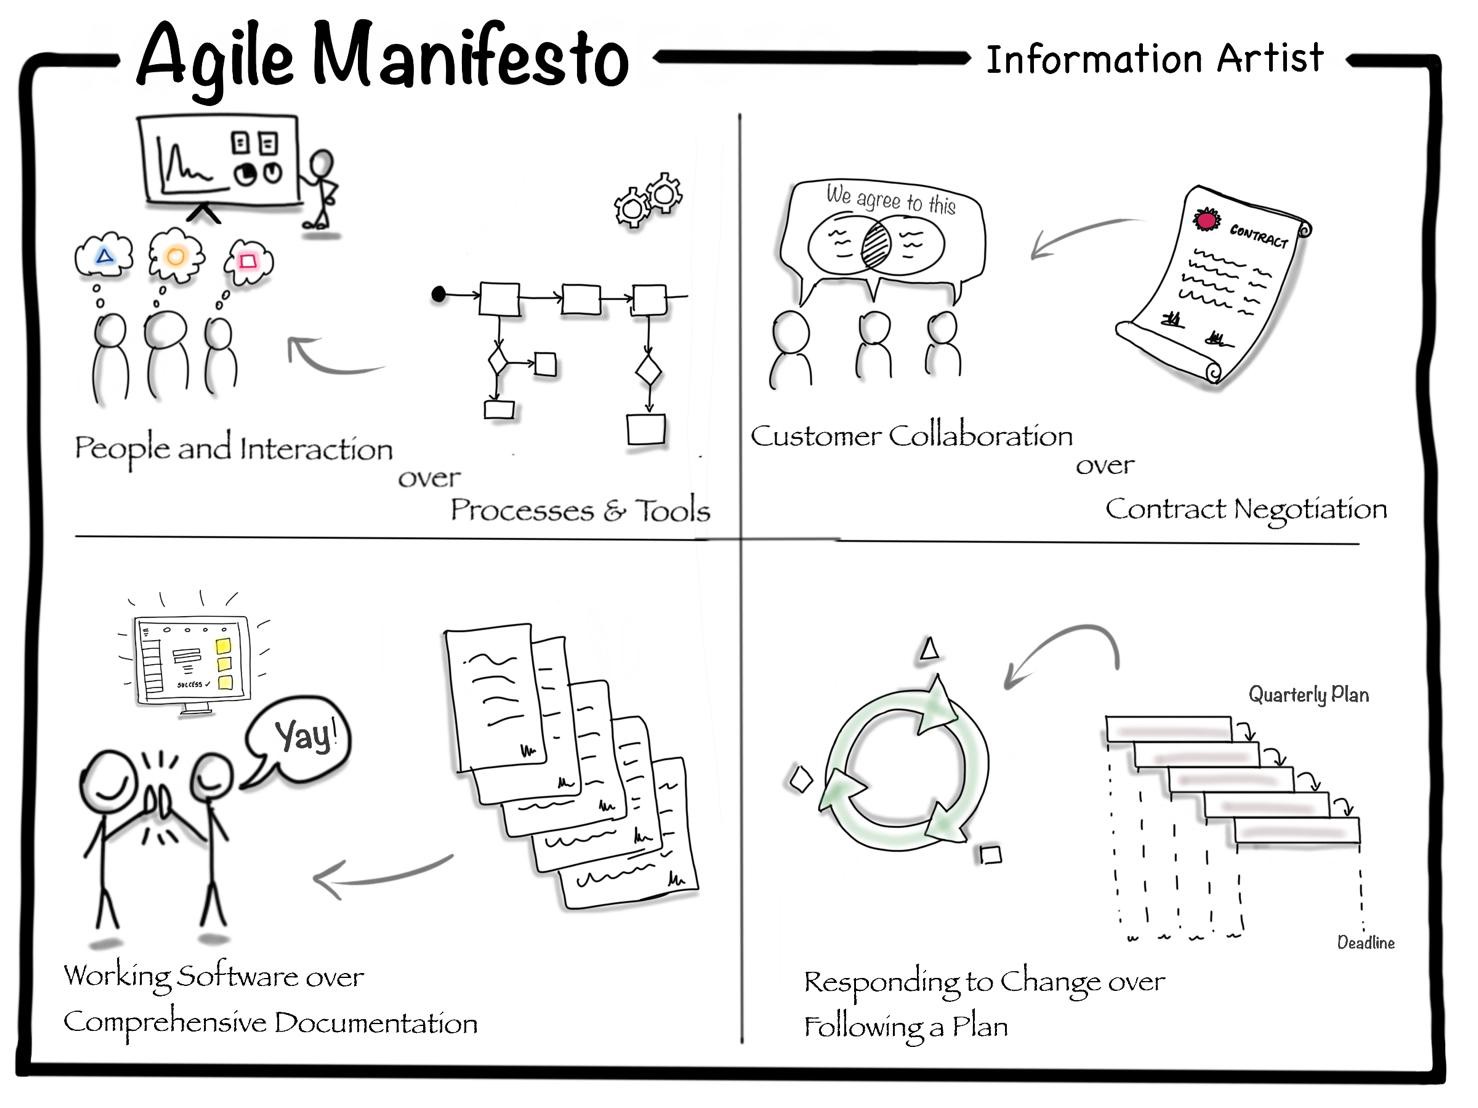 Agile Manifesto
Information Artist
People and Interaction
over
Processes & Tools
We agree to this
CONTRACT
Customer Collaboration
over
Contract Negotiation
SUCCESS ✓
Yay!
Working Software over
Comprehensive Documentation
Quarterly Plan
Deadline
Responding to Change over
Following a Plan